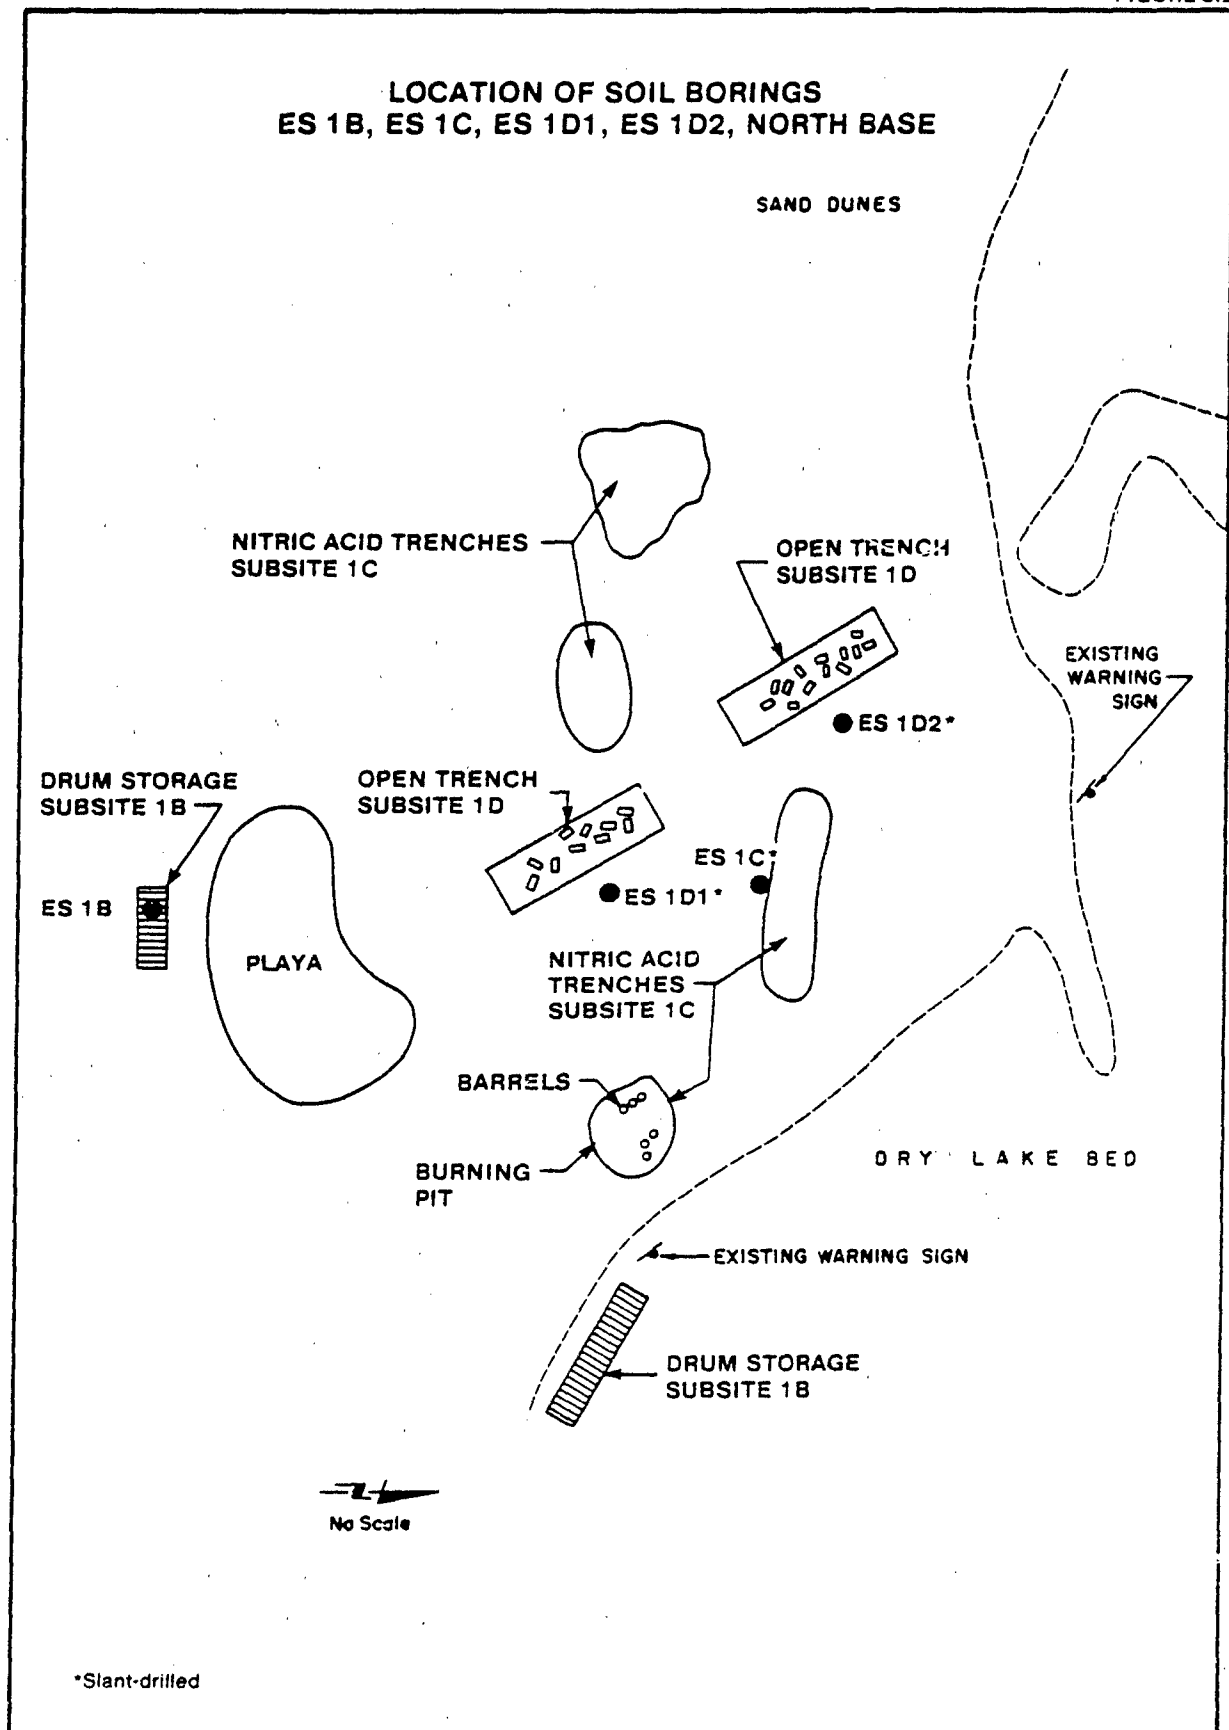 LOCATION OF SOIL BORINGS
ES 1B, ES 1C, ES 1D1, ES 1D2, NORTH BASE
SAND DUNES
NITRIC ACID TRENCHES
SUBSITE 1C
OPEN TRENCH
SUBSITE 1D
EXISTING
WARNING
SIGN
ES 1D2*
DRUM STORAGE
SUBSITE 1B
OPEN TRENCH
SUBSITE 1D
ES 1C*
ES 1B
ES 1D1*
PLAYA
NITRIC ACID
TRENCHES
SUBSITE 1C
BARRELS
BURNING
PIT
DRY LAKE BED
EXISTING WARNING SIGN
DRUM STORAGE
SUBSITE 1B
No Scale
*Slant-drilled